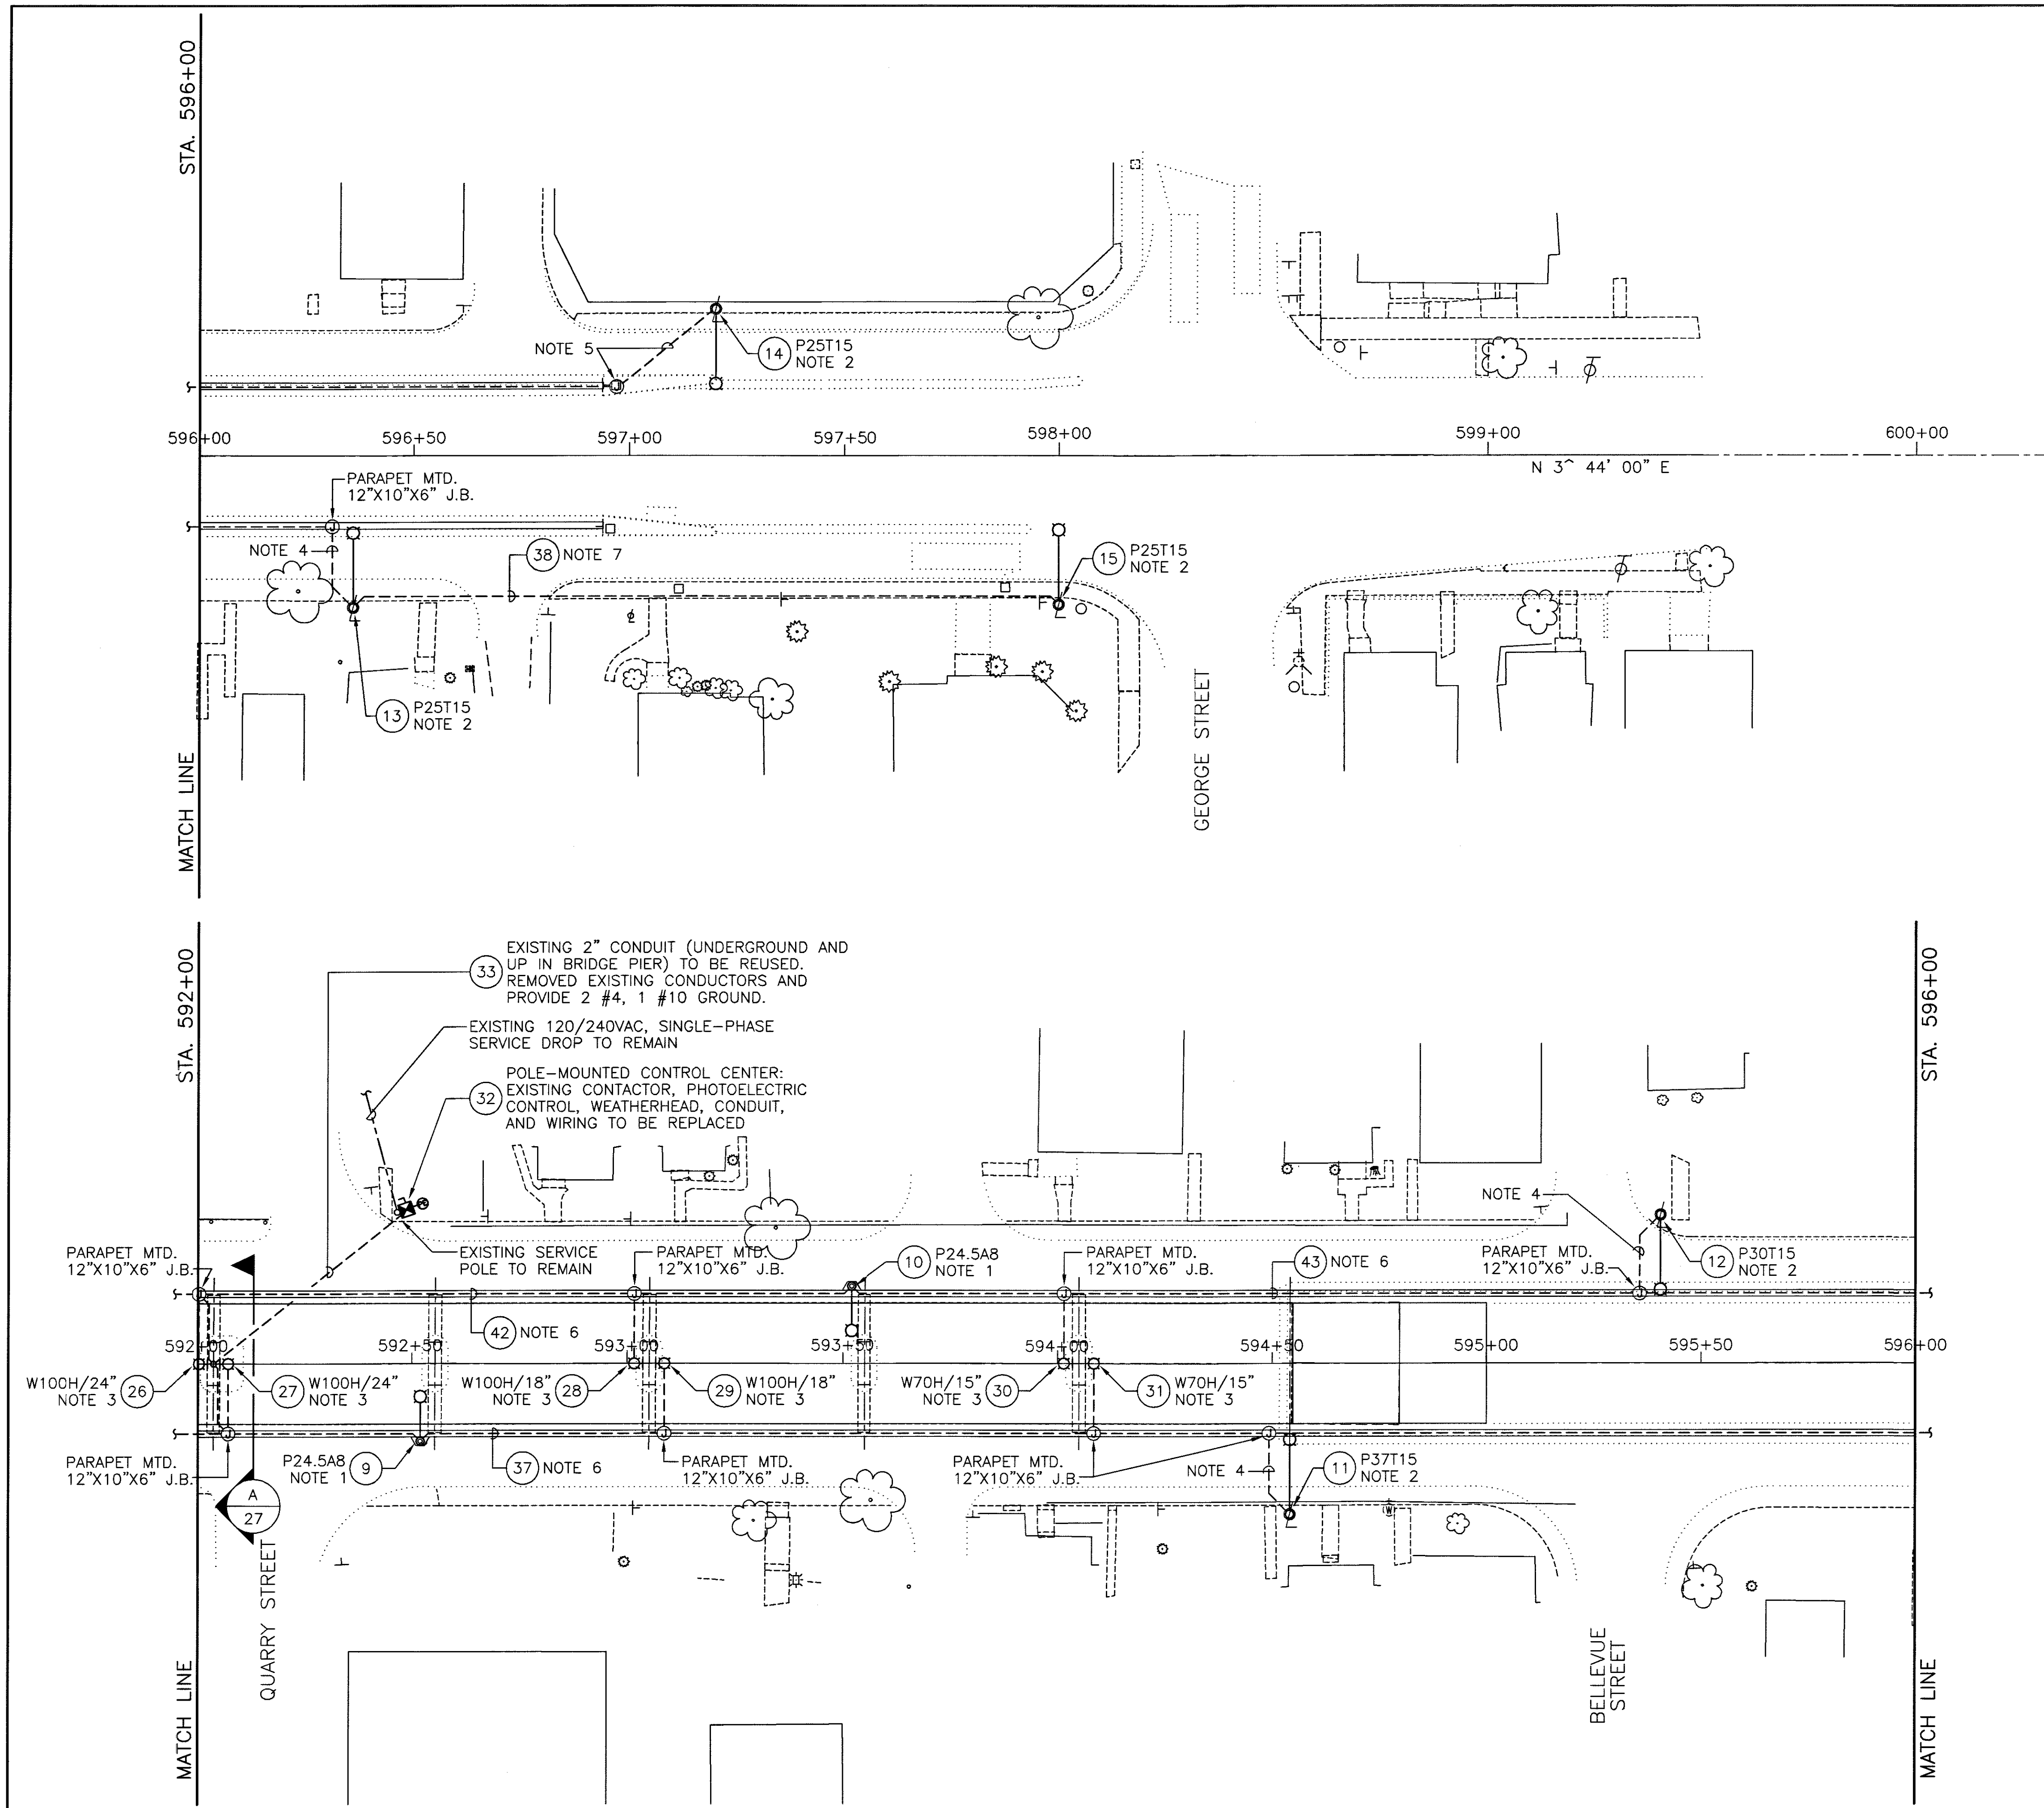 STA. 596+00
NOTE 5
14
P25T15
NOTE 2
596+00
596+50
597+00
597+50
598+00
599+00
600+00
N 3^ 44' 00" E
PARAPET MTD.
12"X10"X6" J.B.
J
J
NOTE 4
38
NOTE 7
15
P25T15
NOTE 2
13
P25T15
NOTE 2
MATCH LINE
GEORGE STREET
STA. 592+00
33
EXISTING 2" CONDUIT (UNDERGROUND AND
UP IN BRIDGE PIER) TO BE REUSED.
REMOVED EXISTING CONDUCTORS AND
PROVIDE 2 #4, 1 #10 GROUND.
EXISTING 120/240VAC, SINGLE-PHASE
SERVICE DROP TO REMAIN
32
POLE-MOUNTED CONTROL CENTER:
EXISTING CONTACTOR, PHOTOELECTRIC
CONTROL, WEATHERHEAD, CONDUIT,
AND WIRING TO BE REPLACED
STA. 596+00
NOTE 4
PARAPET MTD.
12"X10"X6" J.B.
EXISTING SERVICE
POLE TO REMAIN
PARAPET MTD.
12"X10"X6" J.B.
10
P24.5A8
NOTE 1
PARAPET MTD.
12"X10"X6" J.B.
43
NOTE 6
PARAPET MTD.
12"X10"X6" J.B.
12
P30T15
NOTE 2
42
NOTE 6
592+00
592+50
593+00
593+50
594+00
594+50
595+00
595+50
596+00
W100H/24"
NOTE 3
26
27
W100H/24"
NOTE 3
W100H/18"
NOTE 3
28
29
W100H/18"
NOTE 3
W70H/15"
NOTE 3
30
31
W70H/15"
NOTE 3
PARAPET MTD.
12"X10"X6" J.B.
P24.5A8
NOTE 1
9
37
NOTE 6
PARAPET MTD.
12"X10"X6" J.B.
PARAPET MTD.
12"X10"X6" J.B.
NOTE 4
11
P37T15
NOTE 2
A
27
W
QUARRY STREET
BELLEVUE
STREET
MATCH LINE
MATCH LINE